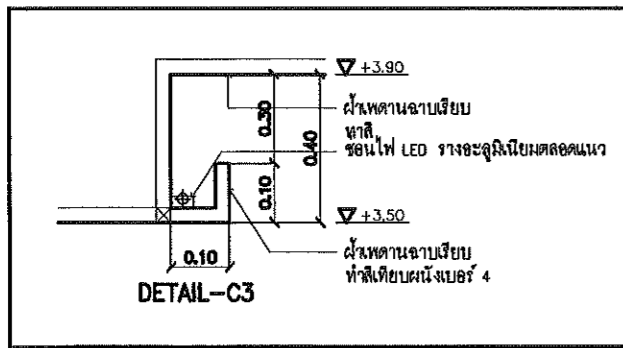 +3.90
ฝ้าเพดานฉาบเรียบ
ทาสี
ซ่อนไฟ LED รางอะลูมิเนียมตลอดแนว
0.30
0.40
0.10
+3.50
ฝ้าเพดานฉาบเรียบ
ทำสีเทียบผนังเบอร์ 4
0.10
DETAIL-C3